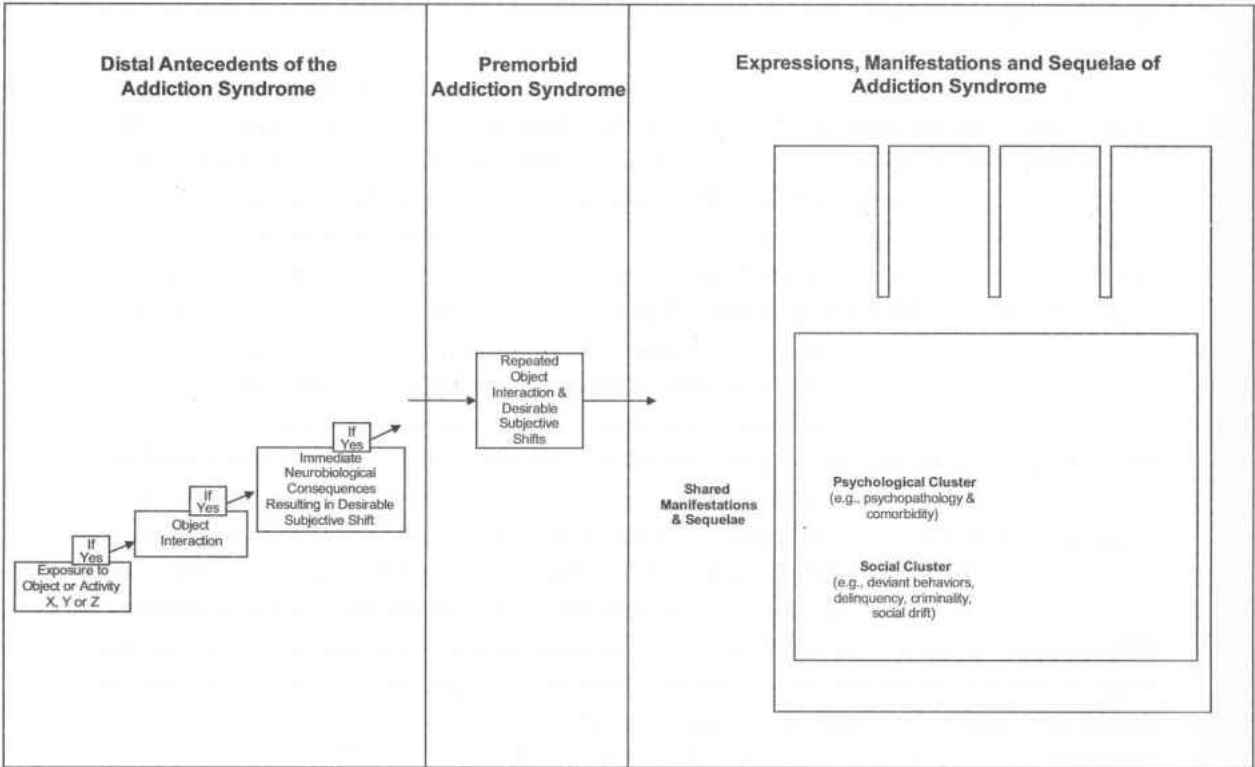 Distal Antecedents of the
Addiction Syndrome
Premorbid
Addiction Syndrome
Expressions, Manifestations and Sequelae of
Addiction Syndrome
If
Yes
Exposure to
Object or Activity
X, Y or Z
If
Yes
Object
Interaction
If
Yes
Immediate
Neurobiological
Consequences
Resulting in Desirable
Subjective Shift
Repeated
Object
Interaction &
Desirable
Subjective
Shifts
Shared
Manifestations
& Sequelae
Psychological Cluster
(e.g., psychopathology &
comorbidity)
Social Cluster
(e.g., deviant behaviors,
delinquency, criminality,
social drift)